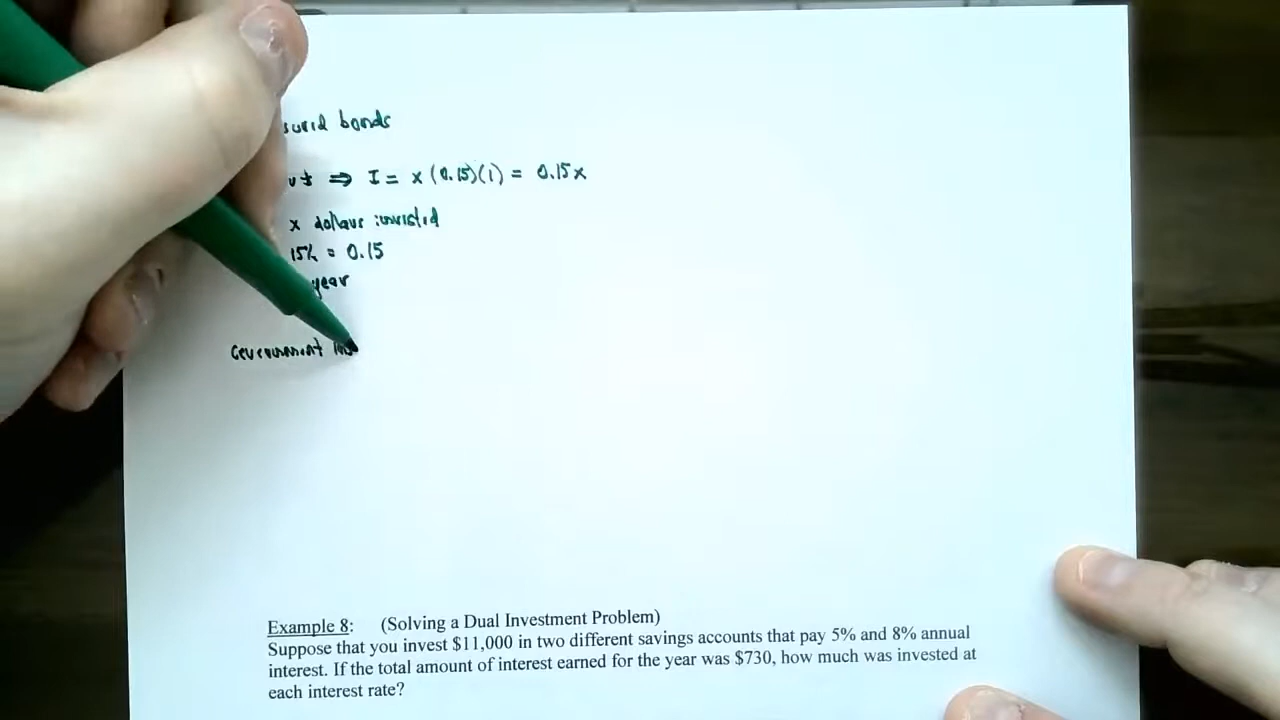 bonds
⇒ I = x(0.15)(1) = 0.15x
x dollars invested
15% = 0.15
year
Government
Example 8: (Solving a Dual Investment Problem)
Suppose that you invest $11,000 in two different savings accounts that pay 5% and 8% annual
interest. If the total amount of interest earned for the year was $730, how much was invested at
each interest rate?